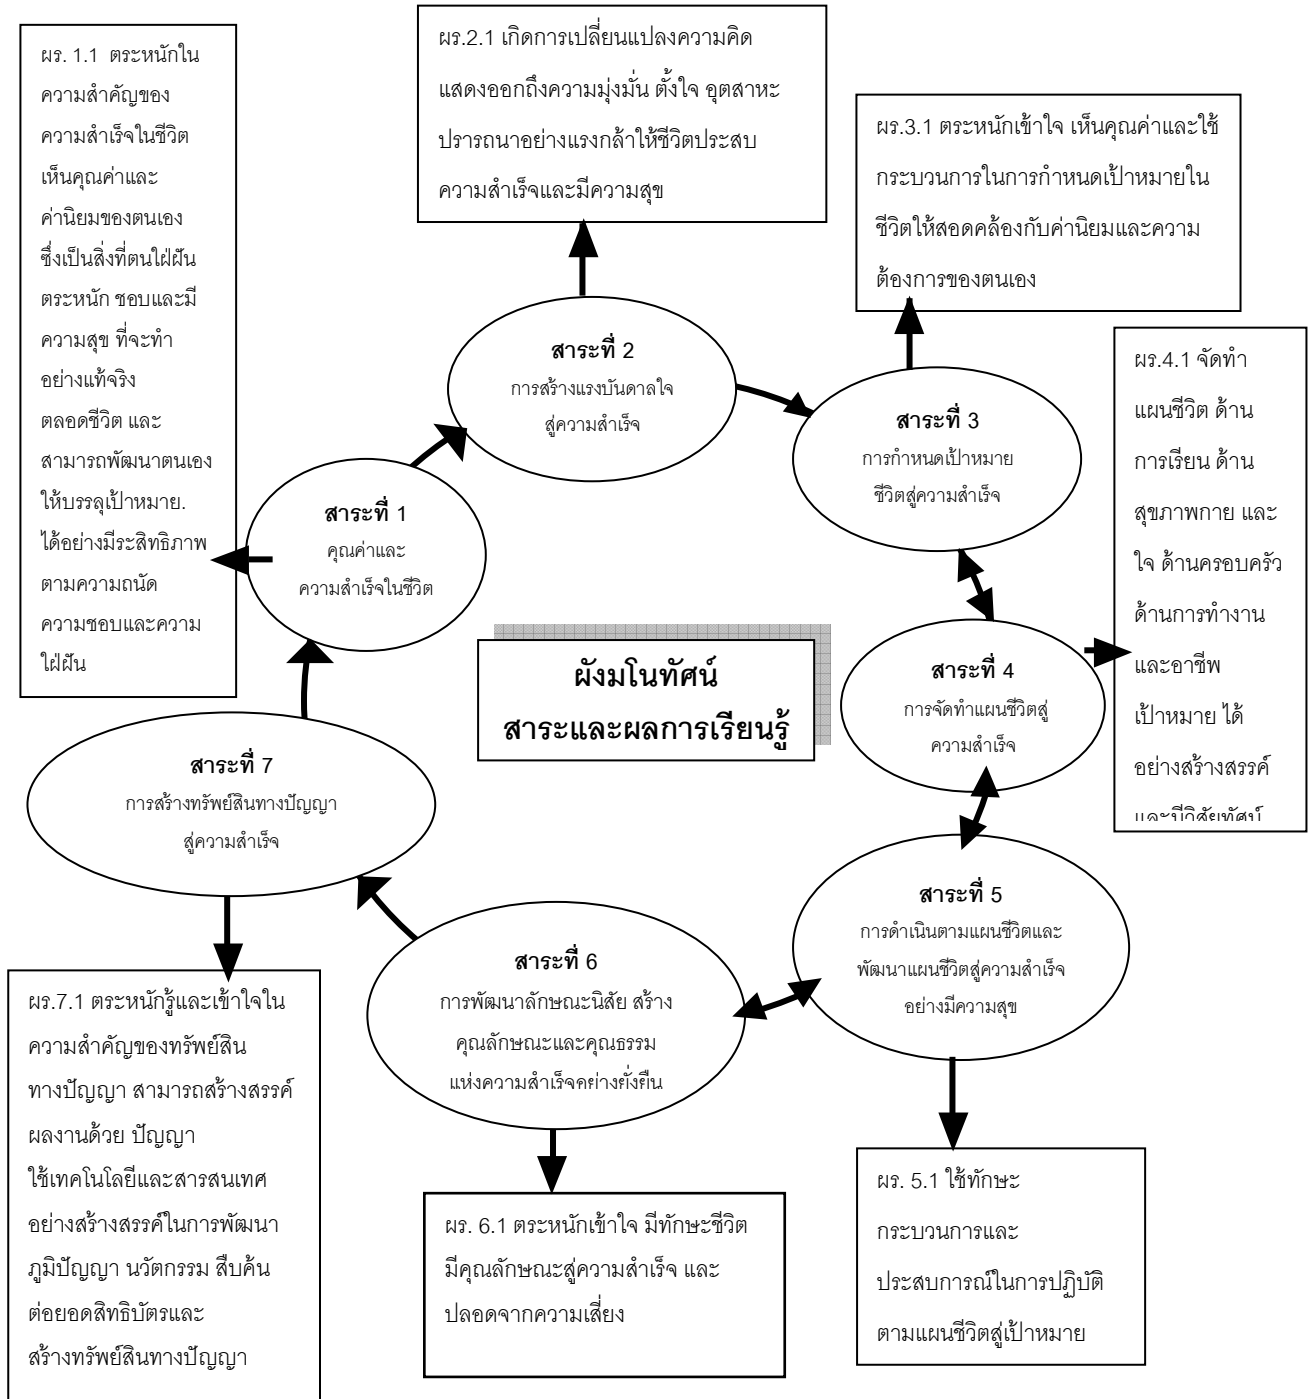 ผร. 1.1 ตระหนักใน
ความสำคัญของ
ความสำเร็จในชีวิต
เห็นคุณค่าและ
ค่านิยมของตนเอง
ซึ่งเป็นสิ่งที่ตนใฝ่ฝัน
ตระหนัก ชอบและมี
ความสุข ที่จะทำ
อย่างแท้จริง
ตลอดชีวิต และ
สามารถพัฒนาตนเอง
ให้บรรลุเป้าหมาย.
ได้อย่างมีระสิทธิภาพ
ตามความถนัด
ความชอบและความ
ใฝ่ฝัน
ผร.2.1 เกิดการเปลี่ยนแปลงความคิด
แสดงออกถึงความมุ่งมั่น ตั้งใจ อุตสาหะ
ปรารถนาอย่างแรงกล้าให้ชีวิตประสบ
ความสำเร็จและมีความสุข
ผร.3.1 ตระหนักเข้าใจ เห็นคุณค่าและใช้
กระบวนการในการกำหนดเป้าหมายใน
ชีวิตให้สอดคล้องกับค่านิยมและความ
ต้องการของตนเอง
ผร.4.1 จัดทำ
แผนชีวิต ด้าน
การเรียน ด้าน
สุขภาพกาย และ
ใจ ด้านครอบครัว
ด้านการทำงาน
และอาชีพ
เป้าหมาย ได้
อย่างสร้างสรรค์
และมีวิสัยทัศน์
สาระที่ 2
การสร้างแรงบันดาลใจ
สู่ความสำเร็จ
สาระที่ 3
การกำหนดเป้าหมาย
ชีวิตสู่ความสำเร็จ
สาระที่ 1
คุณค่าและ
ความสำเร็จในชีวิต
ผังมโนทัศน์
สาระและผลการเรียนรู้
สาระที่ 4
การจัดทำแผนชีวิตสู่
ความสำเร็จ
สาระที่ 7
การสร้างทรัพย์สินทางปัญญา
สู่ความสำเร็จ
สาระที่ 5
การดำเนินตามแผนชีวิตและ
พัฒนาแผนชีวิตสู่ความสำเร็จ
อย่างมีความสุข
สาระที่ 6
การพัฒนาลักษณะนิสัย สร้าง
คุณลักษณะและคุณธรรม
แห่งความสำเร็จคย่างยั่งยืน
ผร.7.1 ตระหนักรู้และเข้าใจใน
ความสำคัญของทรัพย์สิน
ทางปัญญา สามารถสร้างสรรค์
ผลงานด้วย ปัญญา
ใช้เทคโนโลยีและสารสนเทศ
อย่างสร้างสรรค์ในการพัฒนา
ภูมิปัญญา นวัตกรรม สืบค้น
ต่อยอดสิทธิบัตรและ
สร้างทรัพย์สินทางปัญญา
ผร. 6.1 ตระหนักเข้าใจ มีทักษะชีวิต
มีคุณลักษณะสู่ความสำเร็จ และ
ปลอดจากความเสี่ยง
ผร. 5.1 ใช้ทักษะ
กระบวนการและ
ประสบการณ์ในการปฏิบัติ
ตามแผนชีวิตสู่เป้าหมาย